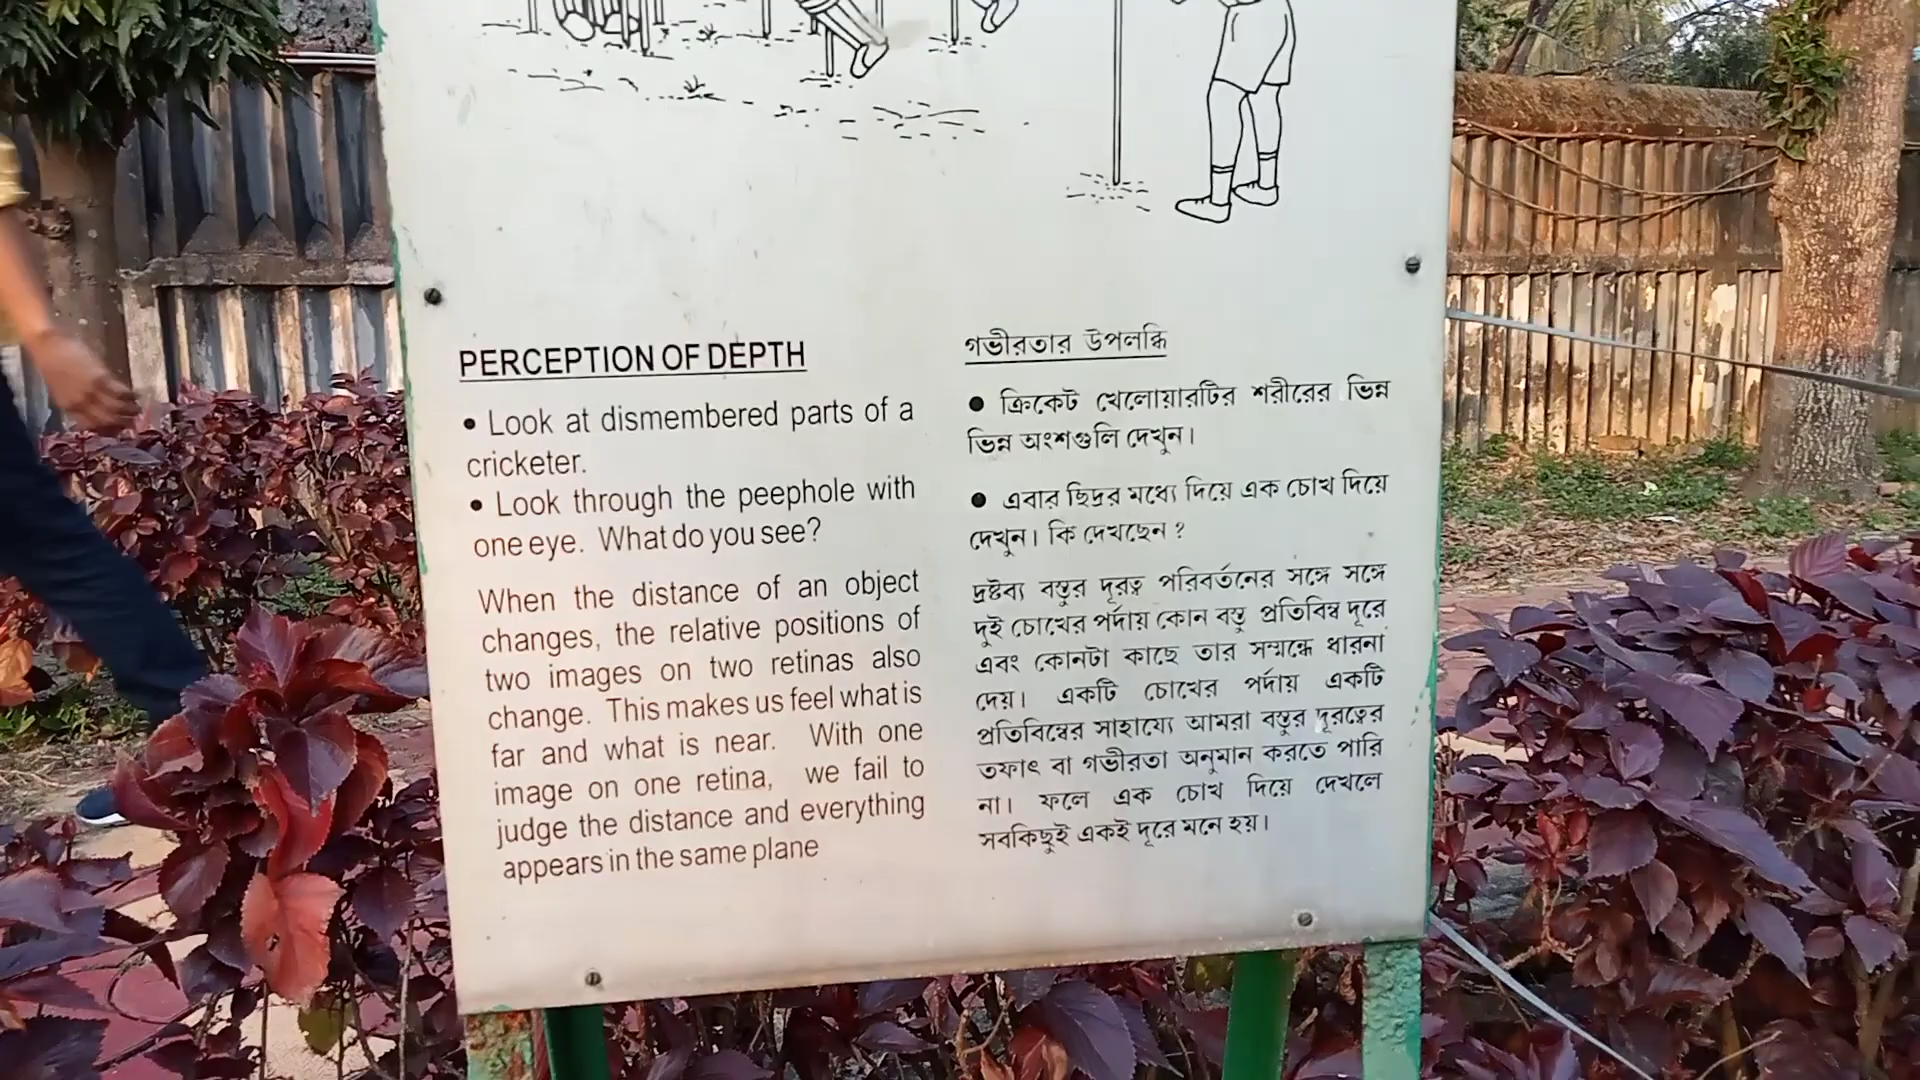 PERCEPTION OF DEPTH
• Look at dismembered parts of a
cricketer.
• Look through the peephole with
one eye. What do you see?
When the distance of an object
changes, the relative positions of
two images on two retinas also
change. This makes us feel what is
far and what is near. With one
image on one retina, we fail to
judge the distance and everything
appears in the same plane
গভীরতার উপলব্ধি
• ক্রিকেট খেলোয়ারটির শরীরের ভিন্ন
ভিন্ন অংশগুলি দেখুন।
• এবার ছিদ্রর মধ্যে দিয়ে এক চোখ দিয়ে
দেখুন। কি দেখছেন ?
দ্রষ্টব্য বস্তুর দূরত্ব পরিবর্তনের সঙ্গে সঙ্গে
দুই চোখের পর্দায় কোন বস্তু প্রতিবিম্ব দূরে
এবং কোনটা কাছে তার সম্মন্ধে ধারনা
দেয়। একটি চোখের পর্দায় একটি
প্রতিবিম্বের সাহায্যে আমরা বস্তুর দূরত্বের
তফাৎ বা গভীরতা অনুমান করতে পারি
না। ফলে এক চোখ দিয়ে দেখলে
সবকিছুই একই দূরে মনে হয়।